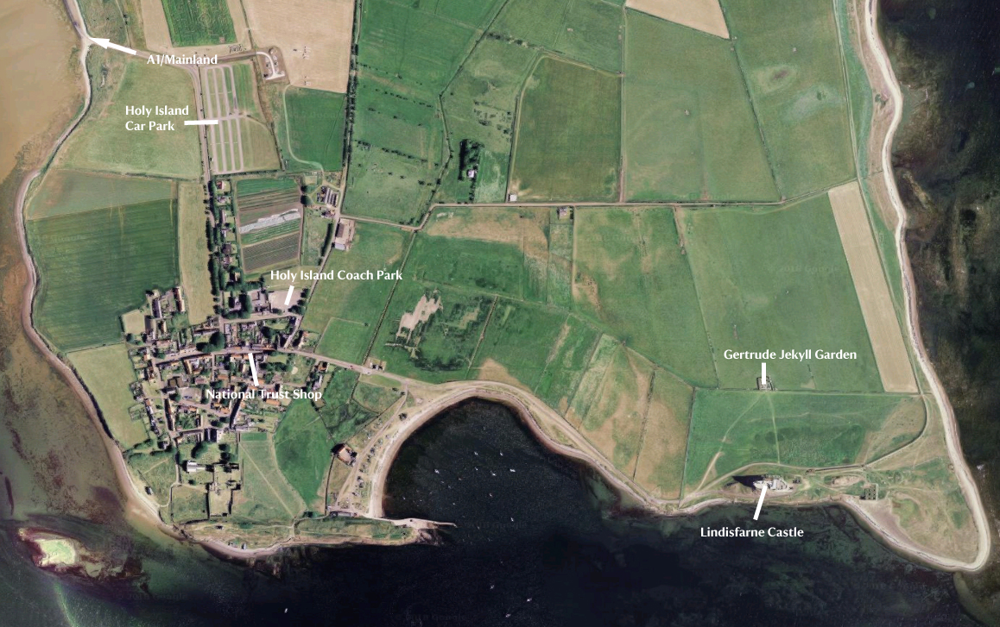 A1/Mainland
Holy Island
Car Park
Holy Island Coach Park
Gertrude Jekyll Garden
National Trust Shop
Lindisfarne Castle